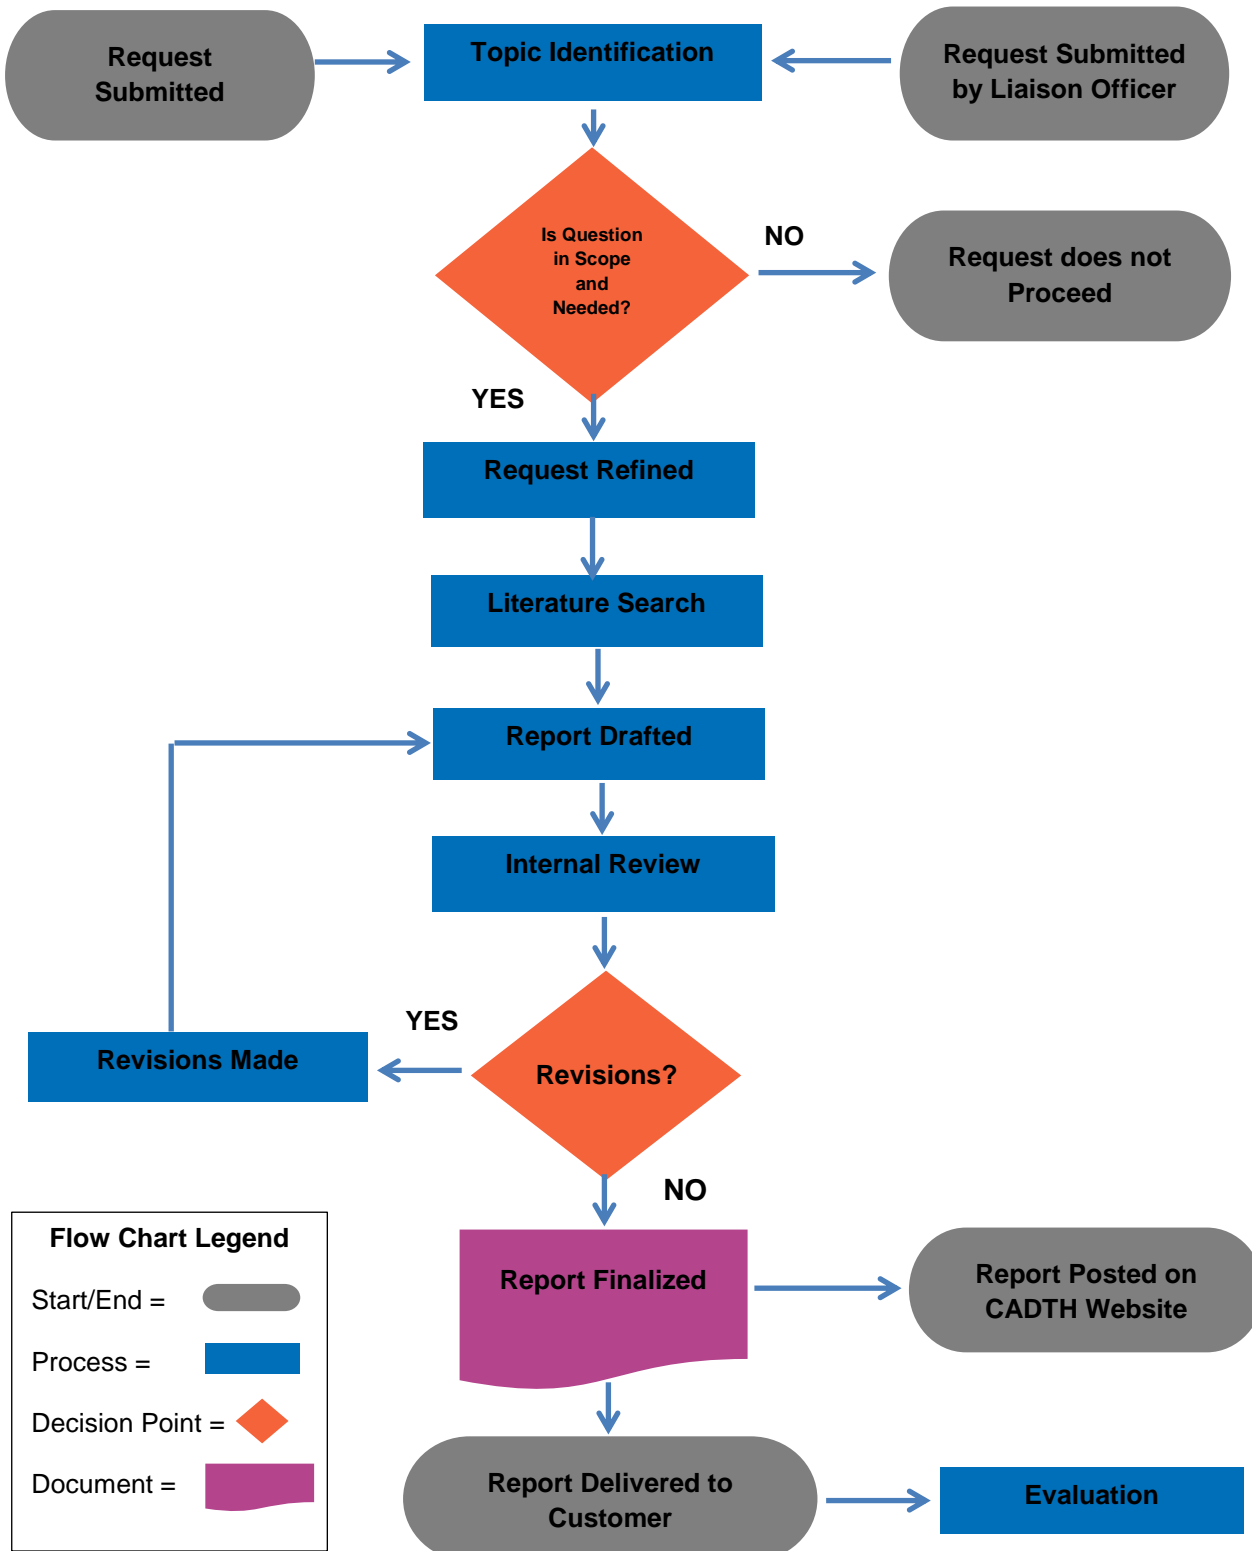 Request
Submitted
Topic Identification
Request Submitted
by Liaison Officer
Is Question
in Scope
and
Needed?
NO
Request does not
Proceed
YES
Request Refined
Literature Search
Report Drafted
Internal Review
YES
Revisions Made
Revisions?
NO
Flow Chart Legend
Start/End =
Process =
Decision Point =
Document =
Report Finalized
Report Posted on
CADTH Website
Report Delivered to
Customer
Evaluation